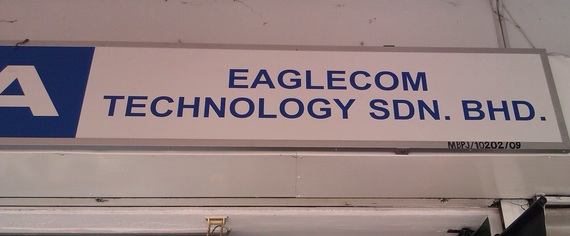 A
EAGLECOM
TECHNOLOGY SDN. BHD.
MBPJ/10202/09